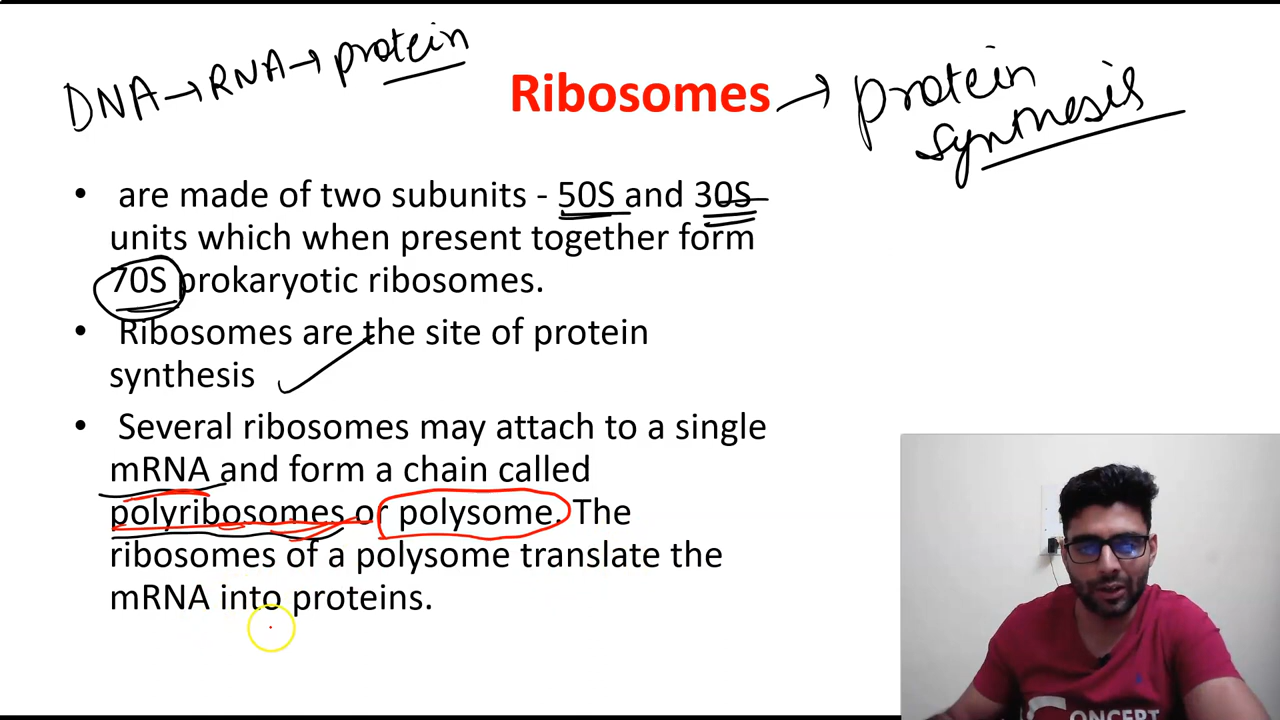 DNA → RNA → protein
Ribosomes → protein
synthesis
• are made of two subunits - 50S and 30S
units which when present together form
70S prokaryotic ribosomes.
• Ribosomes are the site of protein
synthesis
• Several ribosomes may attach to a single
mRNA and form a chain called
polyribosomes or polysome. The
ribosomes of a polysome translate the
mRNA into proteins.
CONCEPT